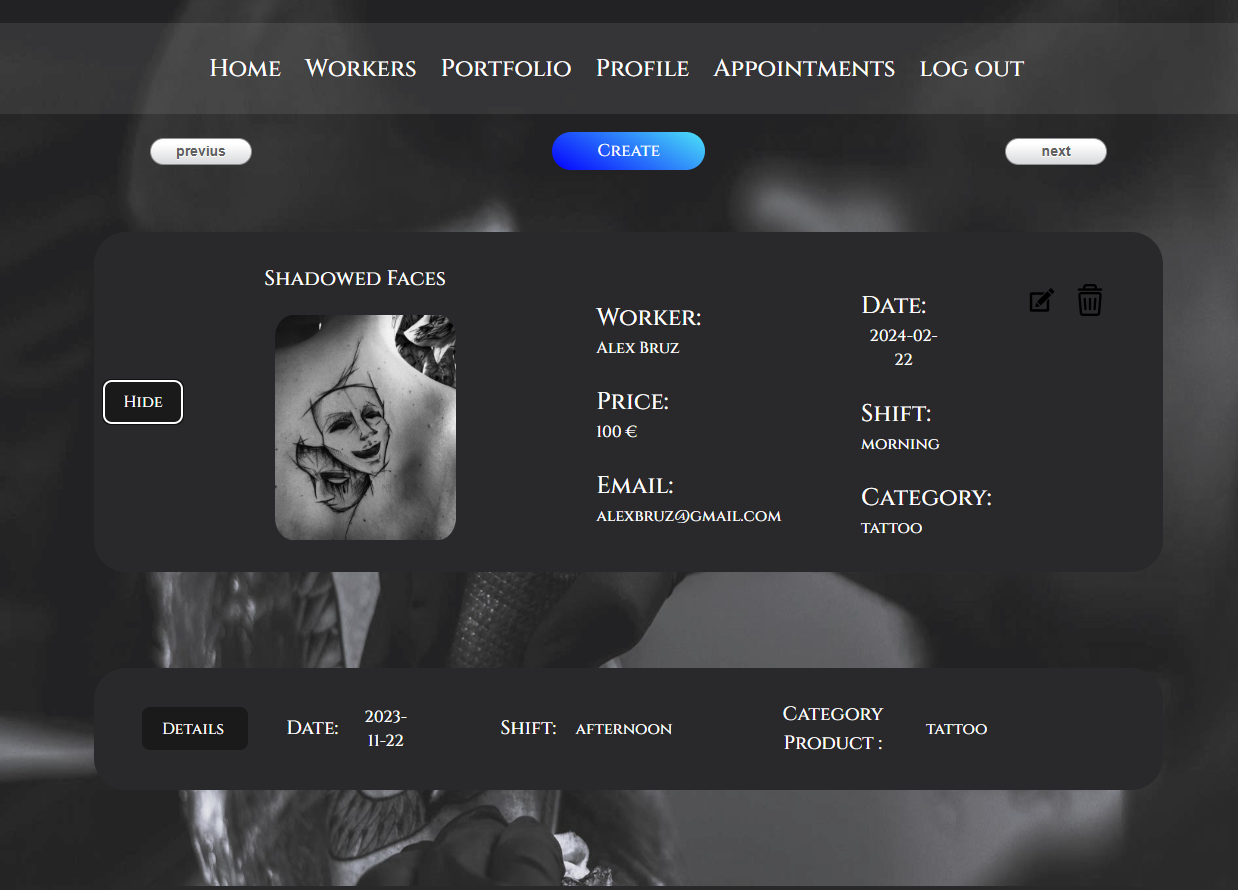 Home Workers Portfolio Profile Appointments log out
previus
Create
next
Shadowed Faces
Hide
Worker:
Alex Bruz
Price:
100 €
Email:
alexbruz@gmail.com
Date:
2024-02-
22
Shift:
morning
Category:
tattoo
Details
Date:
2023-
11-22
Shift:
afternoon
Category
Product :
tattoo